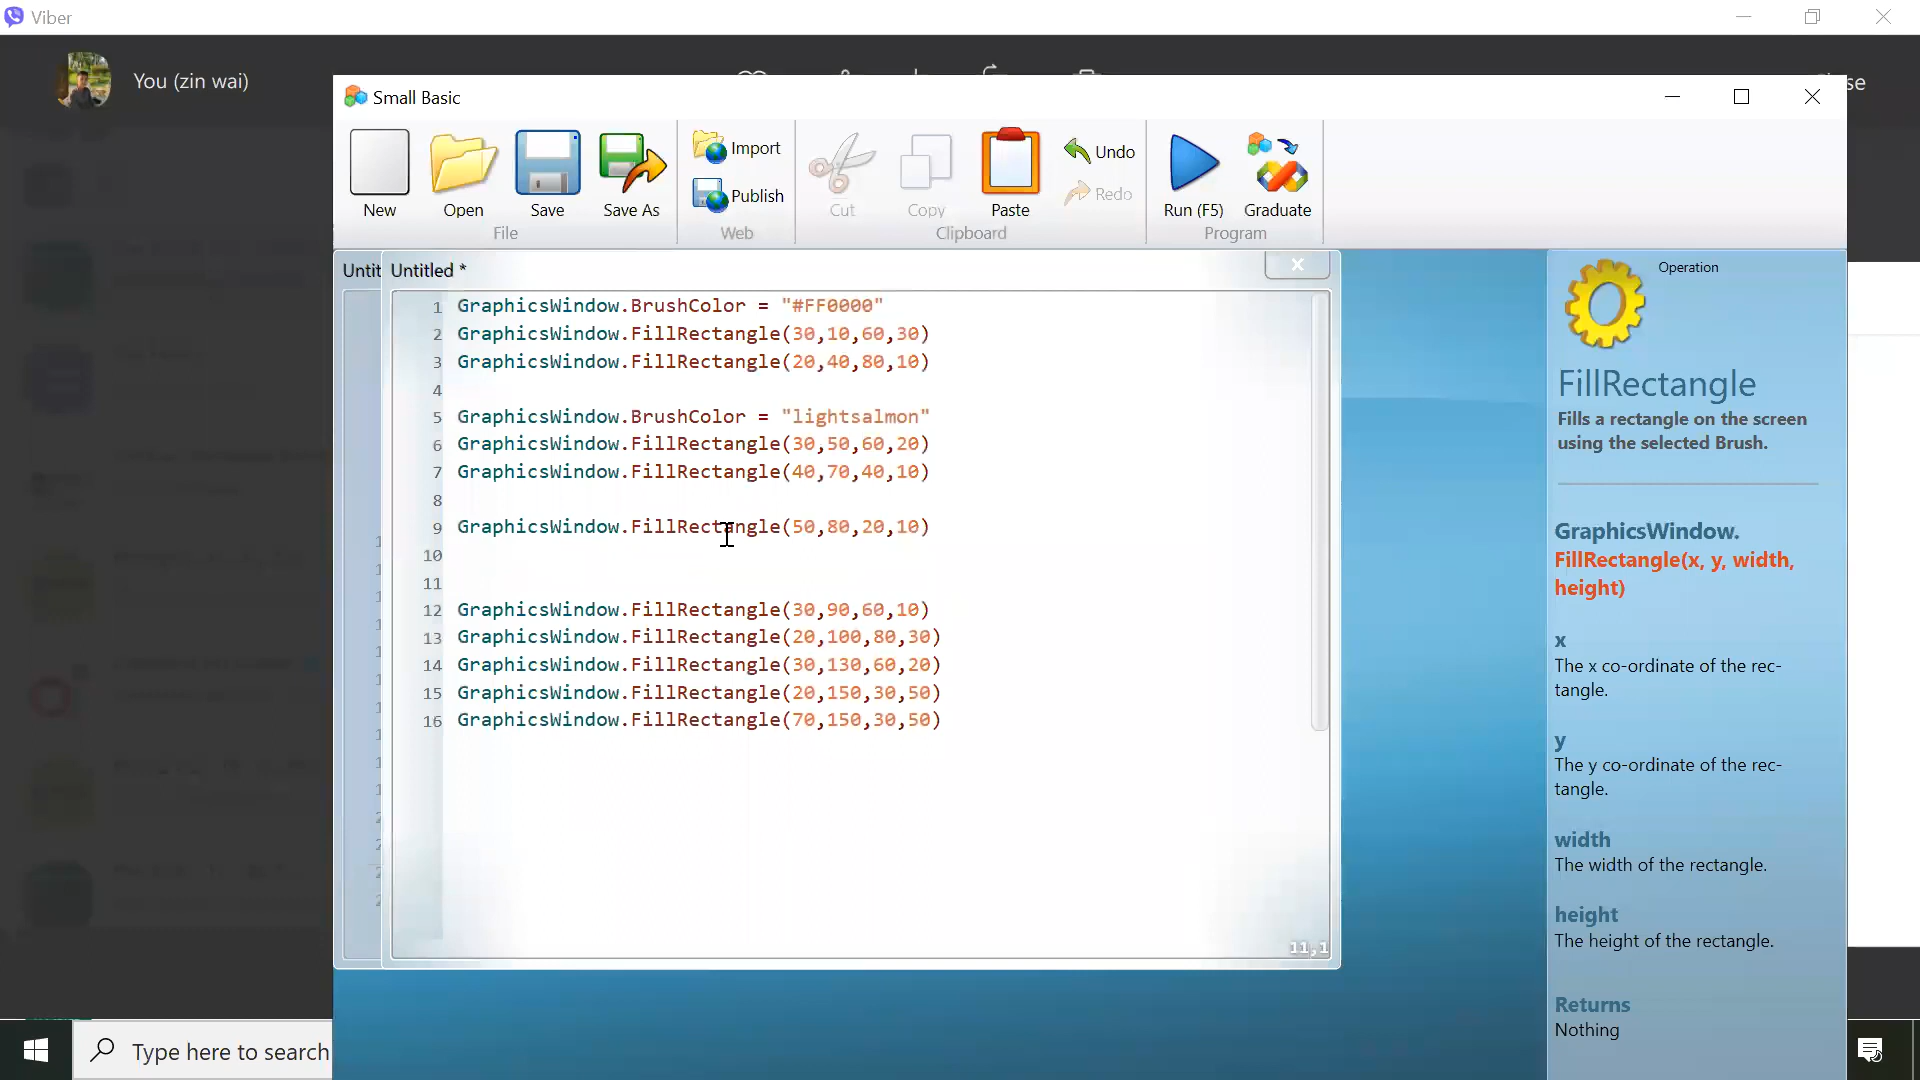 Viber
You (zin wai)
se
Small Basic
New
Open
Save
Save As
File
Import
Publish
Web
Cut
Copy
Paste
Undo
Redo
Clipboard
Run (F5)
Graduate
Program
Untit
Untitled *
1 GraphicsWindow.BrushColor = "#FF0000"
2 GraphicsWindow.FillRectangle(30,10,60,30)
3 GraphicsWindow.FillRectangle(20,40,80,10)
4
5 GraphicsWindow.BrushColor = "lightsalmon"
6 GraphicsWindow.FillRectangle(30,50,60,20)
7 GraphicsWindow.FillRectangle(40,70,40,10)
8
9 GraphicsWindow.FillRectangle(50,80,20,10)
10
11
12 GraphicsWindow.FillRectangle(30,90,60,10)
13 GraphicsWindow.FillRectangle(20,100,80,30)
14 GraphicsWindow.FillRectangle(30,130,60,20)
15 GraphicsWindow.FillRectangle(20,150,30,50)
16 GraphicsWindow.FillRectangle(70,150,30,50)
11,1
Operation
FillRectangle
Fills a rectangle on the screen
using the selected Brush.
GraphicsWindow.
FillRectangle(x, y, width,
height)
x
The x co-ordinate of the rec-
tangle.
y
The y co-ordinate of the rec-
tangle.
width
The width of the rectangle.
height
The height of the rectangle.
Returns
Nothing
Type here to search